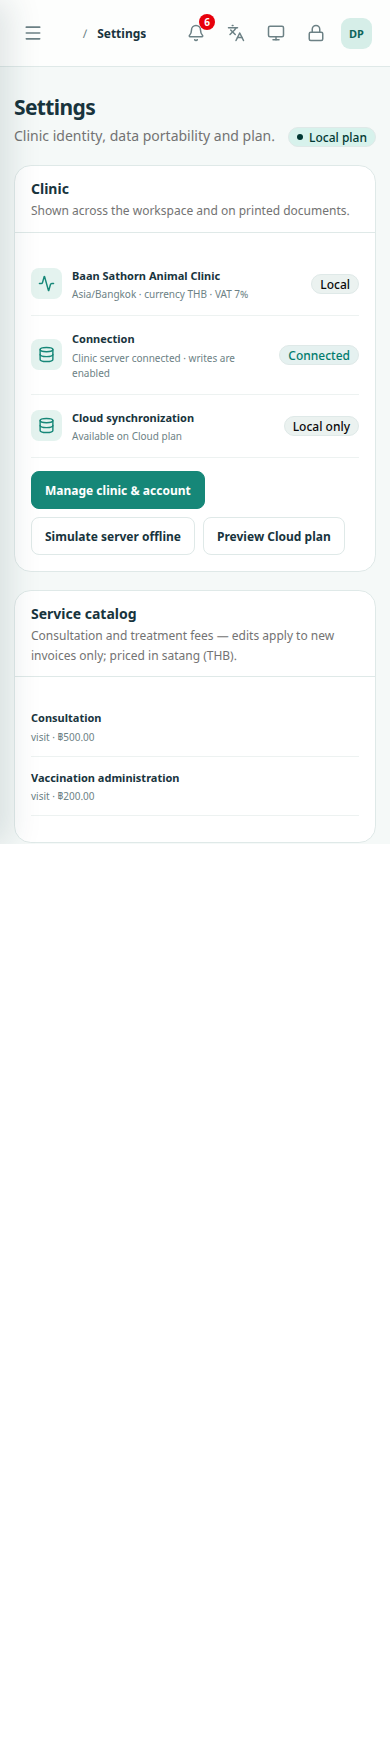 6
/ Settings
DP
Settings
Clinic identity, data portability and plan.
Local plan
Clinic
Shown across the workspace and on printed documents.
Baan Sathorn Animal Clinic
Asia/Bangkok · currency THB · VAT 7%
Local
Connection
Clinic server connected · writes are
enabled
Connected
Cloud synchronization
Available on Cloud plan
Local only
Manage clinic & account
Simulate server offline
Preview Cloud plan
Service catalog
Consultation and treatment fees — edits apply to new
invoices only; priced in satang (THB).
Consultation
visit · ฿500.00
Vaccination administration
visit · ฿200.00